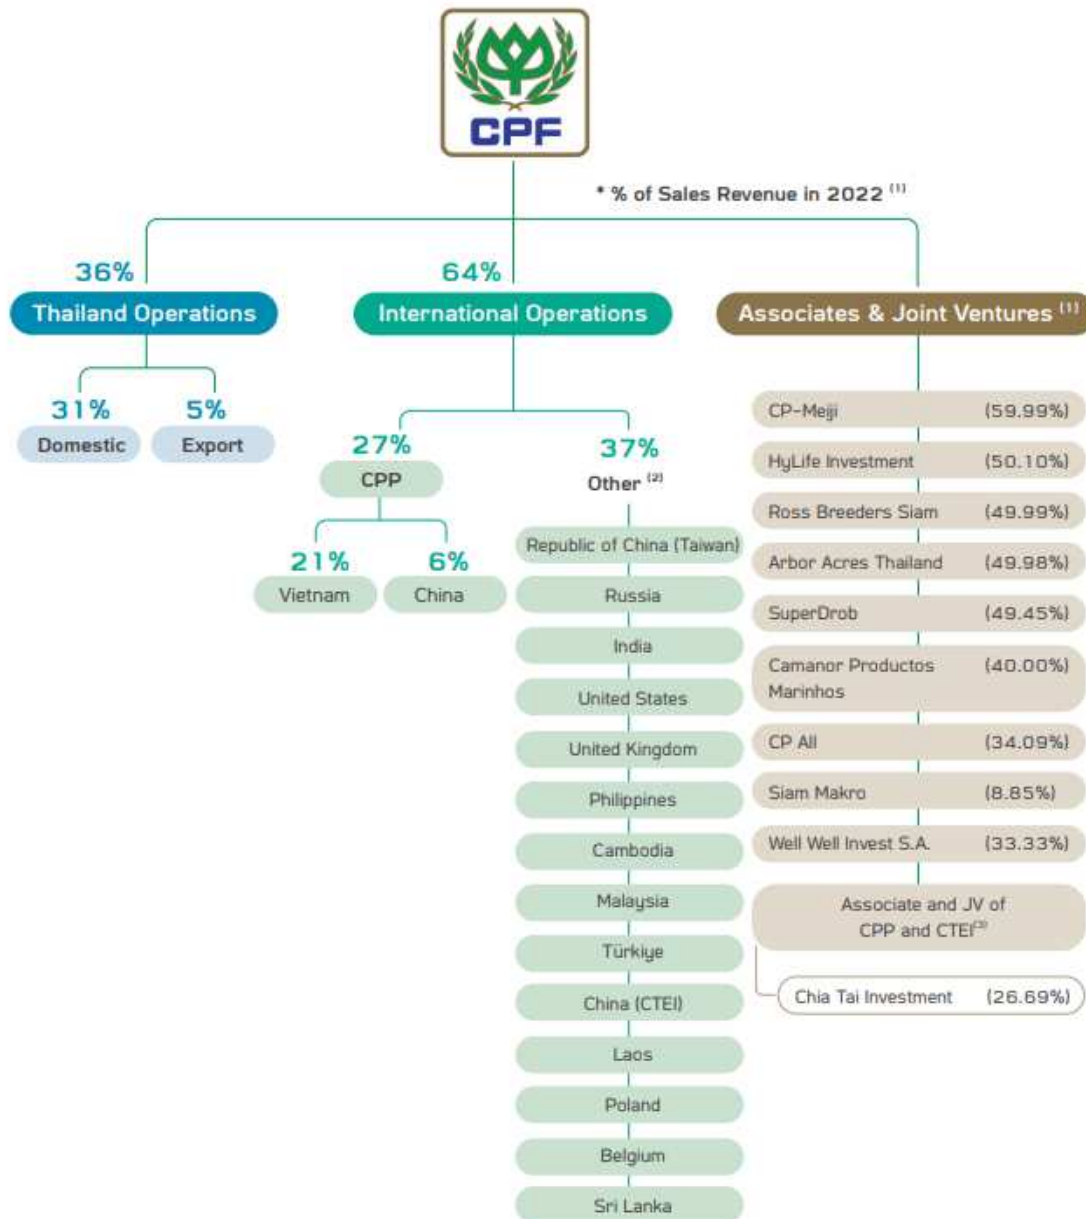 CPF
* % of Sales Revenue in 2022 (1)
36%
Thailand Operations
31%
Domestic
5%
Export
64%
International Operations
27%
CPP
21%
Vietnam
6%
China
37%
Other (2)
Republic of China (Taiwan)
Russia
India
United States
United Kingdom
Philippines
Cambodia
Malaysia
Türkiye
China (CTEI)
Laos
Poland
Belgium
Sri Lanka
Associates & Joint Ventures (1)
CP-Meiji (59.99%)
HyLife Investment (50.10%)
Ross Breeders Siam (49.99%)
Arbor Acres Thailand (49.98%)
SuperDrob (49.45%)
Camanor Productos (40.00%)
Marinhos
CP All (34.09%)
Siam Makro (8.85%)
Well Well Invest S.A. (33.33%)
Associate and JV of
CPP and CTEI(3)
Chia Tai Investment (26.69%)